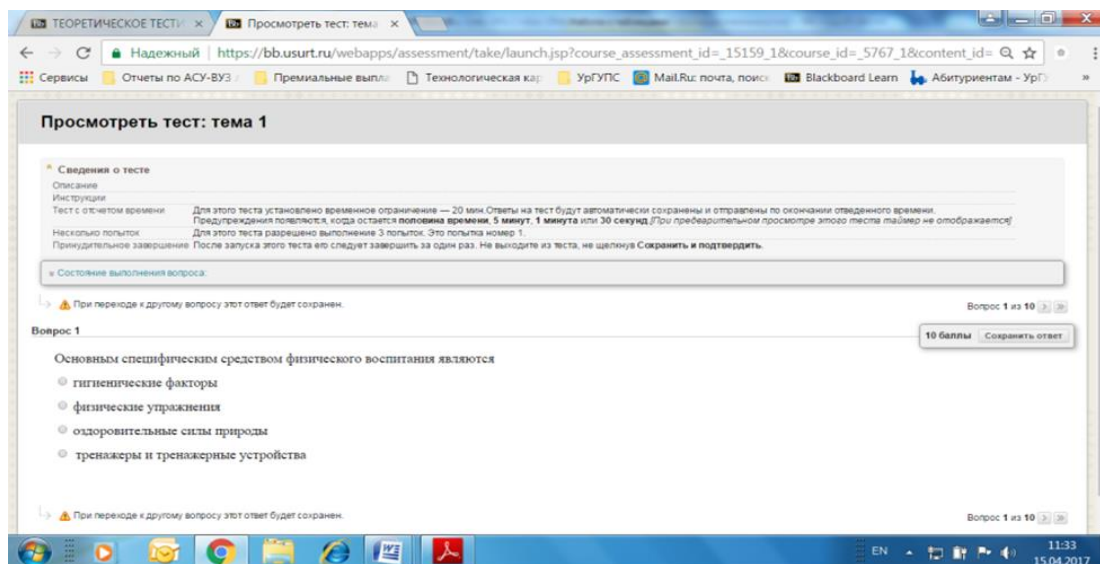 ТЕОРЕТИЧЕСКОЕ ТЕСТИ
Просмотреть тест: тема
Надежный | https://bb.usurt.ru/webapps/assessment/take/launch.jsp?course_assessment_id=_15159_1&course_id=_5767_1&content_id=
Сервисы Отчеты по АСУ-ВУЗ Премиальные выпла Технологическая кар УрГУПС Mail.Ru: почта, поиск Blackboard Learn Абитуриентам - УрГ »
Просмотреть тест: тема 1
* Сведения о тесте
Описание
Инструкции
Тест с отсчетом времени Для этого теста установлено временное ограничение — 20 мин.Ответы на тест будут автоматически сохранены и отправлены по окончании отведенного времени.
Предупреждения появляются, когда остается половина времени, 5 минут, 1 минута или 30 секунд.[При предварительном просмотре этого теста таймер не отображается]
Несколько попыток Для этого теста разрешено выполнение 3 попыток. Это попытка номер 1.
Принудительное завершение После запуска этого теста его следует завершить за один раз. Не выходите из теста, не щелкнув Сохранить и подтвердить.
Состояние выполнения вопроса:
При переходе к другому вопросу этот ответ будет сохранен. Вопрос 1 из 10 > >>
Вопрос 1 10 баллы Сохранить ответ
Основным специфическим средством физического воспитания являются
гигиенические факторы
физические упражнения
оздоровительные силы природы
тренажеры и тренажерные устройства
При переходе к другому вопросу этот ответ будет сохранен. Вопрос 1 из 10 > >>
EN 11:33
15.04.2017